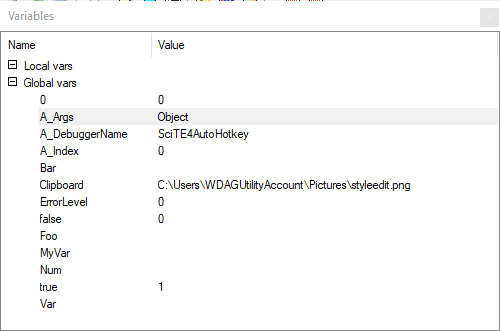 Variables
Name Value
Local vars
Global vars
0 0
A_Args Object
A_DebuggerName SciTE4AutoHotkey
A_Index 0
Bar
Clipboard C:\Users\WDAGUtilityAccount\Pictures\styleedit.png
ErrorLevel 0
false 0
Foo
MyVar
Num
true 1
Var